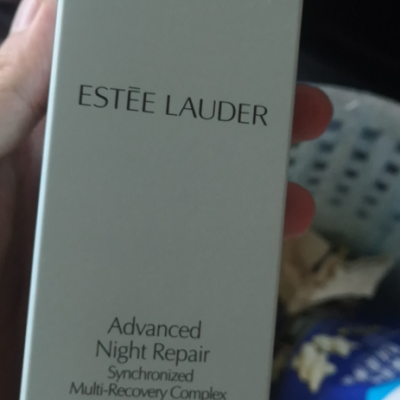 ESTĒE LAUDER
Advanced
Night Repair
Synchronized
Multi-Recovery Complex